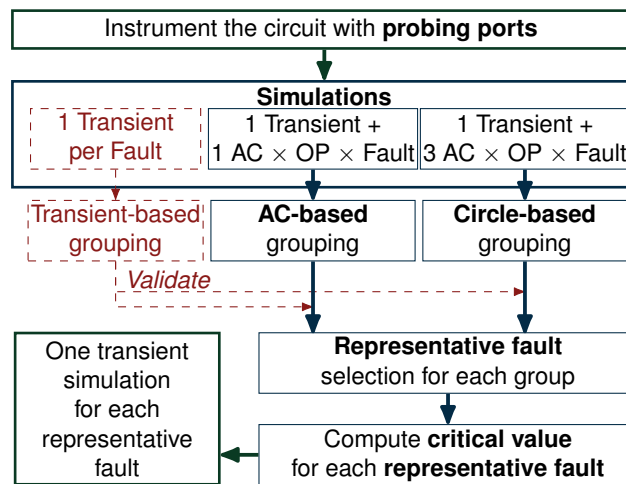 Instrument the circuit with probing ports
Simulations
1 Transient
per Fault
1 Transient +
1 AC × OP × Fault
1 Transient +
3 AC × OP × Fault
Transient-based
grouping
AC-based
grouping
Circle-based
grouping
Validate
One transient
simulation
for each
representative
fault
Representative fault
selection for each group
Compute critical value
for each representative fault